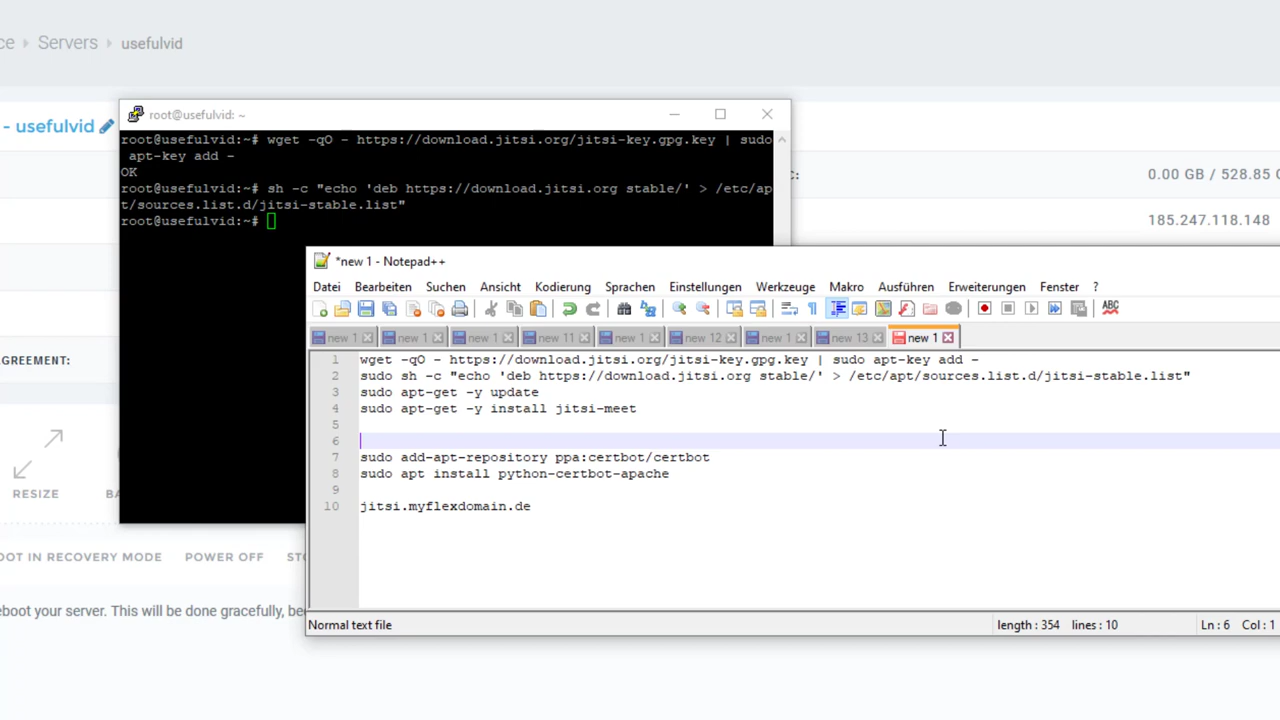 ce › Servers › usefulvid
- usefulvid
root@usefulvid: ~
root@usefulvid:~# wget -qO - https://download.jitsi.org/jitsi-key.gpg.key | sudo
apt-key add -
OK
root@usefulvid:~# sh -c "echo 'deb https://download.jitsi.org stable/' > /etc/ap
t/sources.list.d/jitsi-stable.list"
root@usefulvid:~#
C:
0.00 GB / 528.85
185.247.118.148
AGREEMENT:
RESIZE
BA
OOT IN RECOVERY MODE POWER OFF STO
eboot your server. This will be done gracefully, be
*new 1 - Notepad++
Datei Bearbeiten Suchen Ansicht Kodierung Sprachen Einstellungen Werkzeuge Makro Ausführen Erweiterungen Fenster ?
ABC
new 1 new 1 new 1 new 11 new 1 new 12 new 1 new 13 new 1
1 wget -qO - https://download.jitsi.org/jitsi-key.gpg.key | sudo apt-key add -
2 sudo sh -c "echo 'deb https://download.jitsi.org stable/' > /etc/apt/sources.list.d/jitsi-stable.list"
3 sudo apt-get -y update
4 sudo apt-get -y install jitsi-meet
5
6
7 sudo add-apt-repository ppa:certbot/certbot
8 sudo apt install python-certbot-apache
9
10 jitsi.myflexdomain.de
Normal text file length : 354 lines : 10 Ln : 6 Col : 1